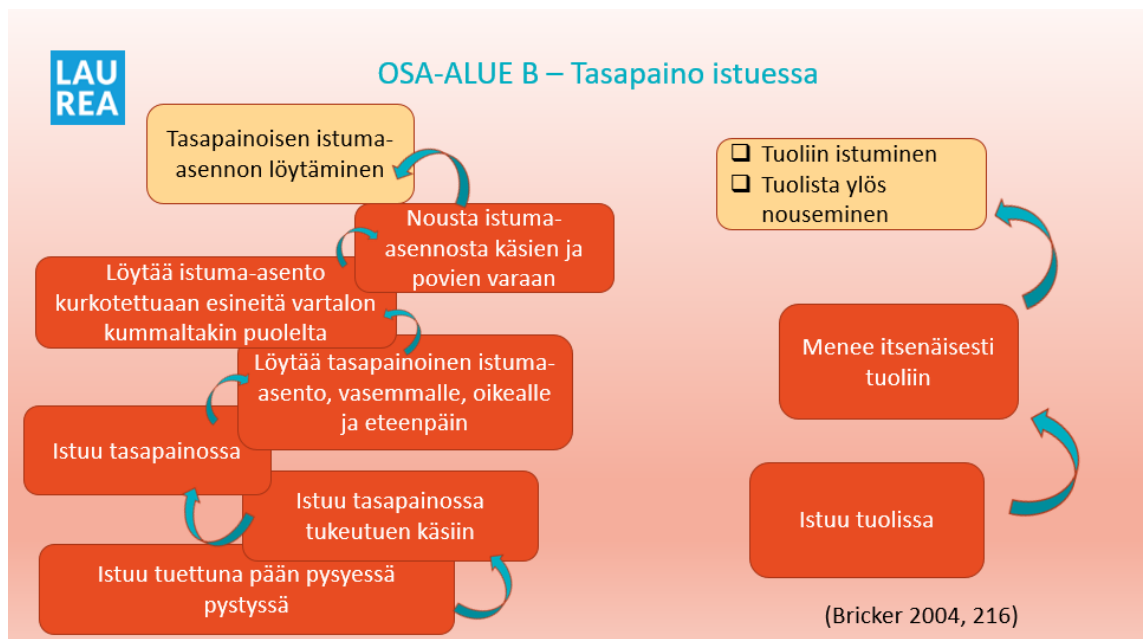 LAU
REA
OSA-ALUE B – Tasapaino istuessa
Tasapainoisen istuma-
asennon löytäminen
Nousta istuma-
asennosta käsien ja
povien varaan
Löytää istuma-asento
kurkotettuaan esineitä vartalon
kummaltakin puolelta
Löytää tasapainoinen istuma-
asento, vasemmalle, oikealle
ja eteenpäin
Istuu tasapainossa
Istuu tasapainossa
tukeutuen käsiin
Istuu tuettuna pään pysyessä
pystyssä
Tuoliin istuminen
Tuolista ylös
nouseminen
Menee itsenäisesti
tuoliin
Istuu tuolissa
(Bricker 2004, 216)